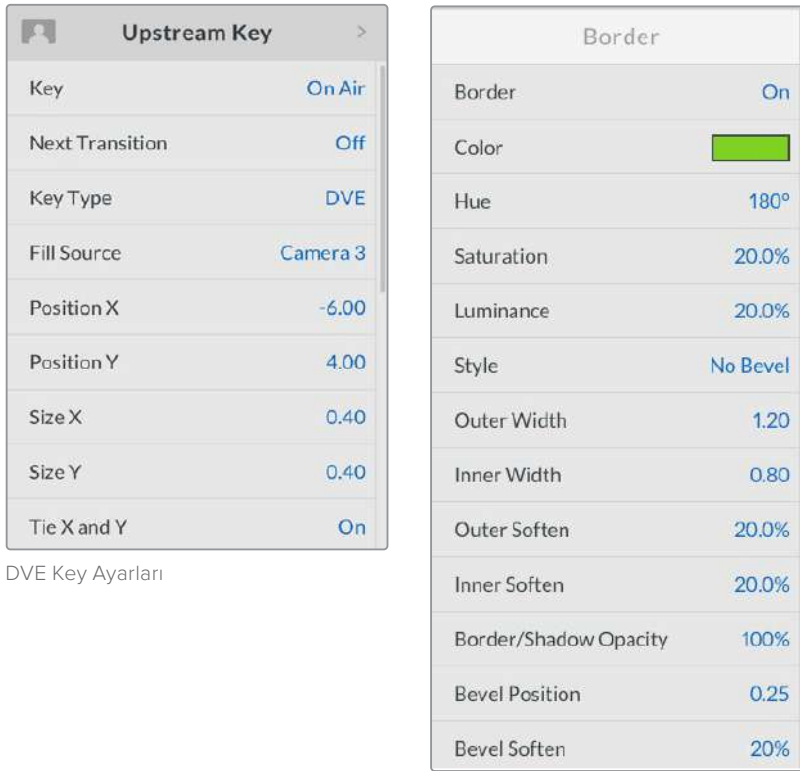 Upstream Key >
Key On Air
Next Transition Off
Key Type DVE
Fill Source Camera 3
Position X -6.00
Position Y 4.00
Size X 0.40
Size Y 0.40
Tie X and Y On
DVE Key Ayarları
Border
Border On
Color
Hue 180°
Saturation 20.0%
Luminance 20.0%
Style No Bevel
Outer Width 1.20
Inner Width 0.80
Outer Soften 20.0%
Inner Soften 20.0%
Border/Shadow Opacity 100%
Bevel Position 0.25
Bevel Soften 20%